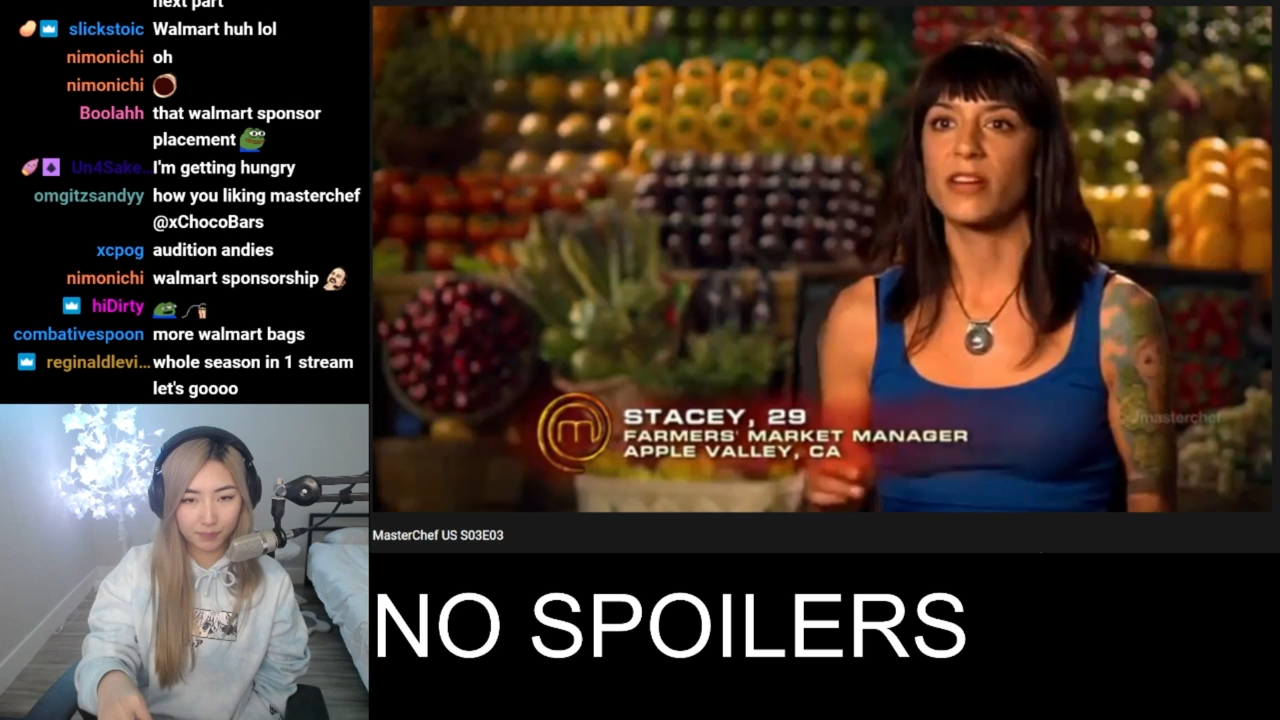 next part
slickstoic Walmart huh lol
nimonichi oh
nimonichi
Boolahh that walmart sponsor
placement
Un4Sake... I'm getting hungry
omgitzsandyy how you liking masterchef
@xChocoBars
xcpog audition andies
nimonichi walmart sponsorship
hiDirty
combativespoon more walmart bags
reginaldlevi... whole season in 1 stream
let's goooo
STACEY, 29
FARMERS' MARKET MANAGER
APPLE VALLEY, CA
masterchef
MasterChef US S03E03
NO SPOILERS